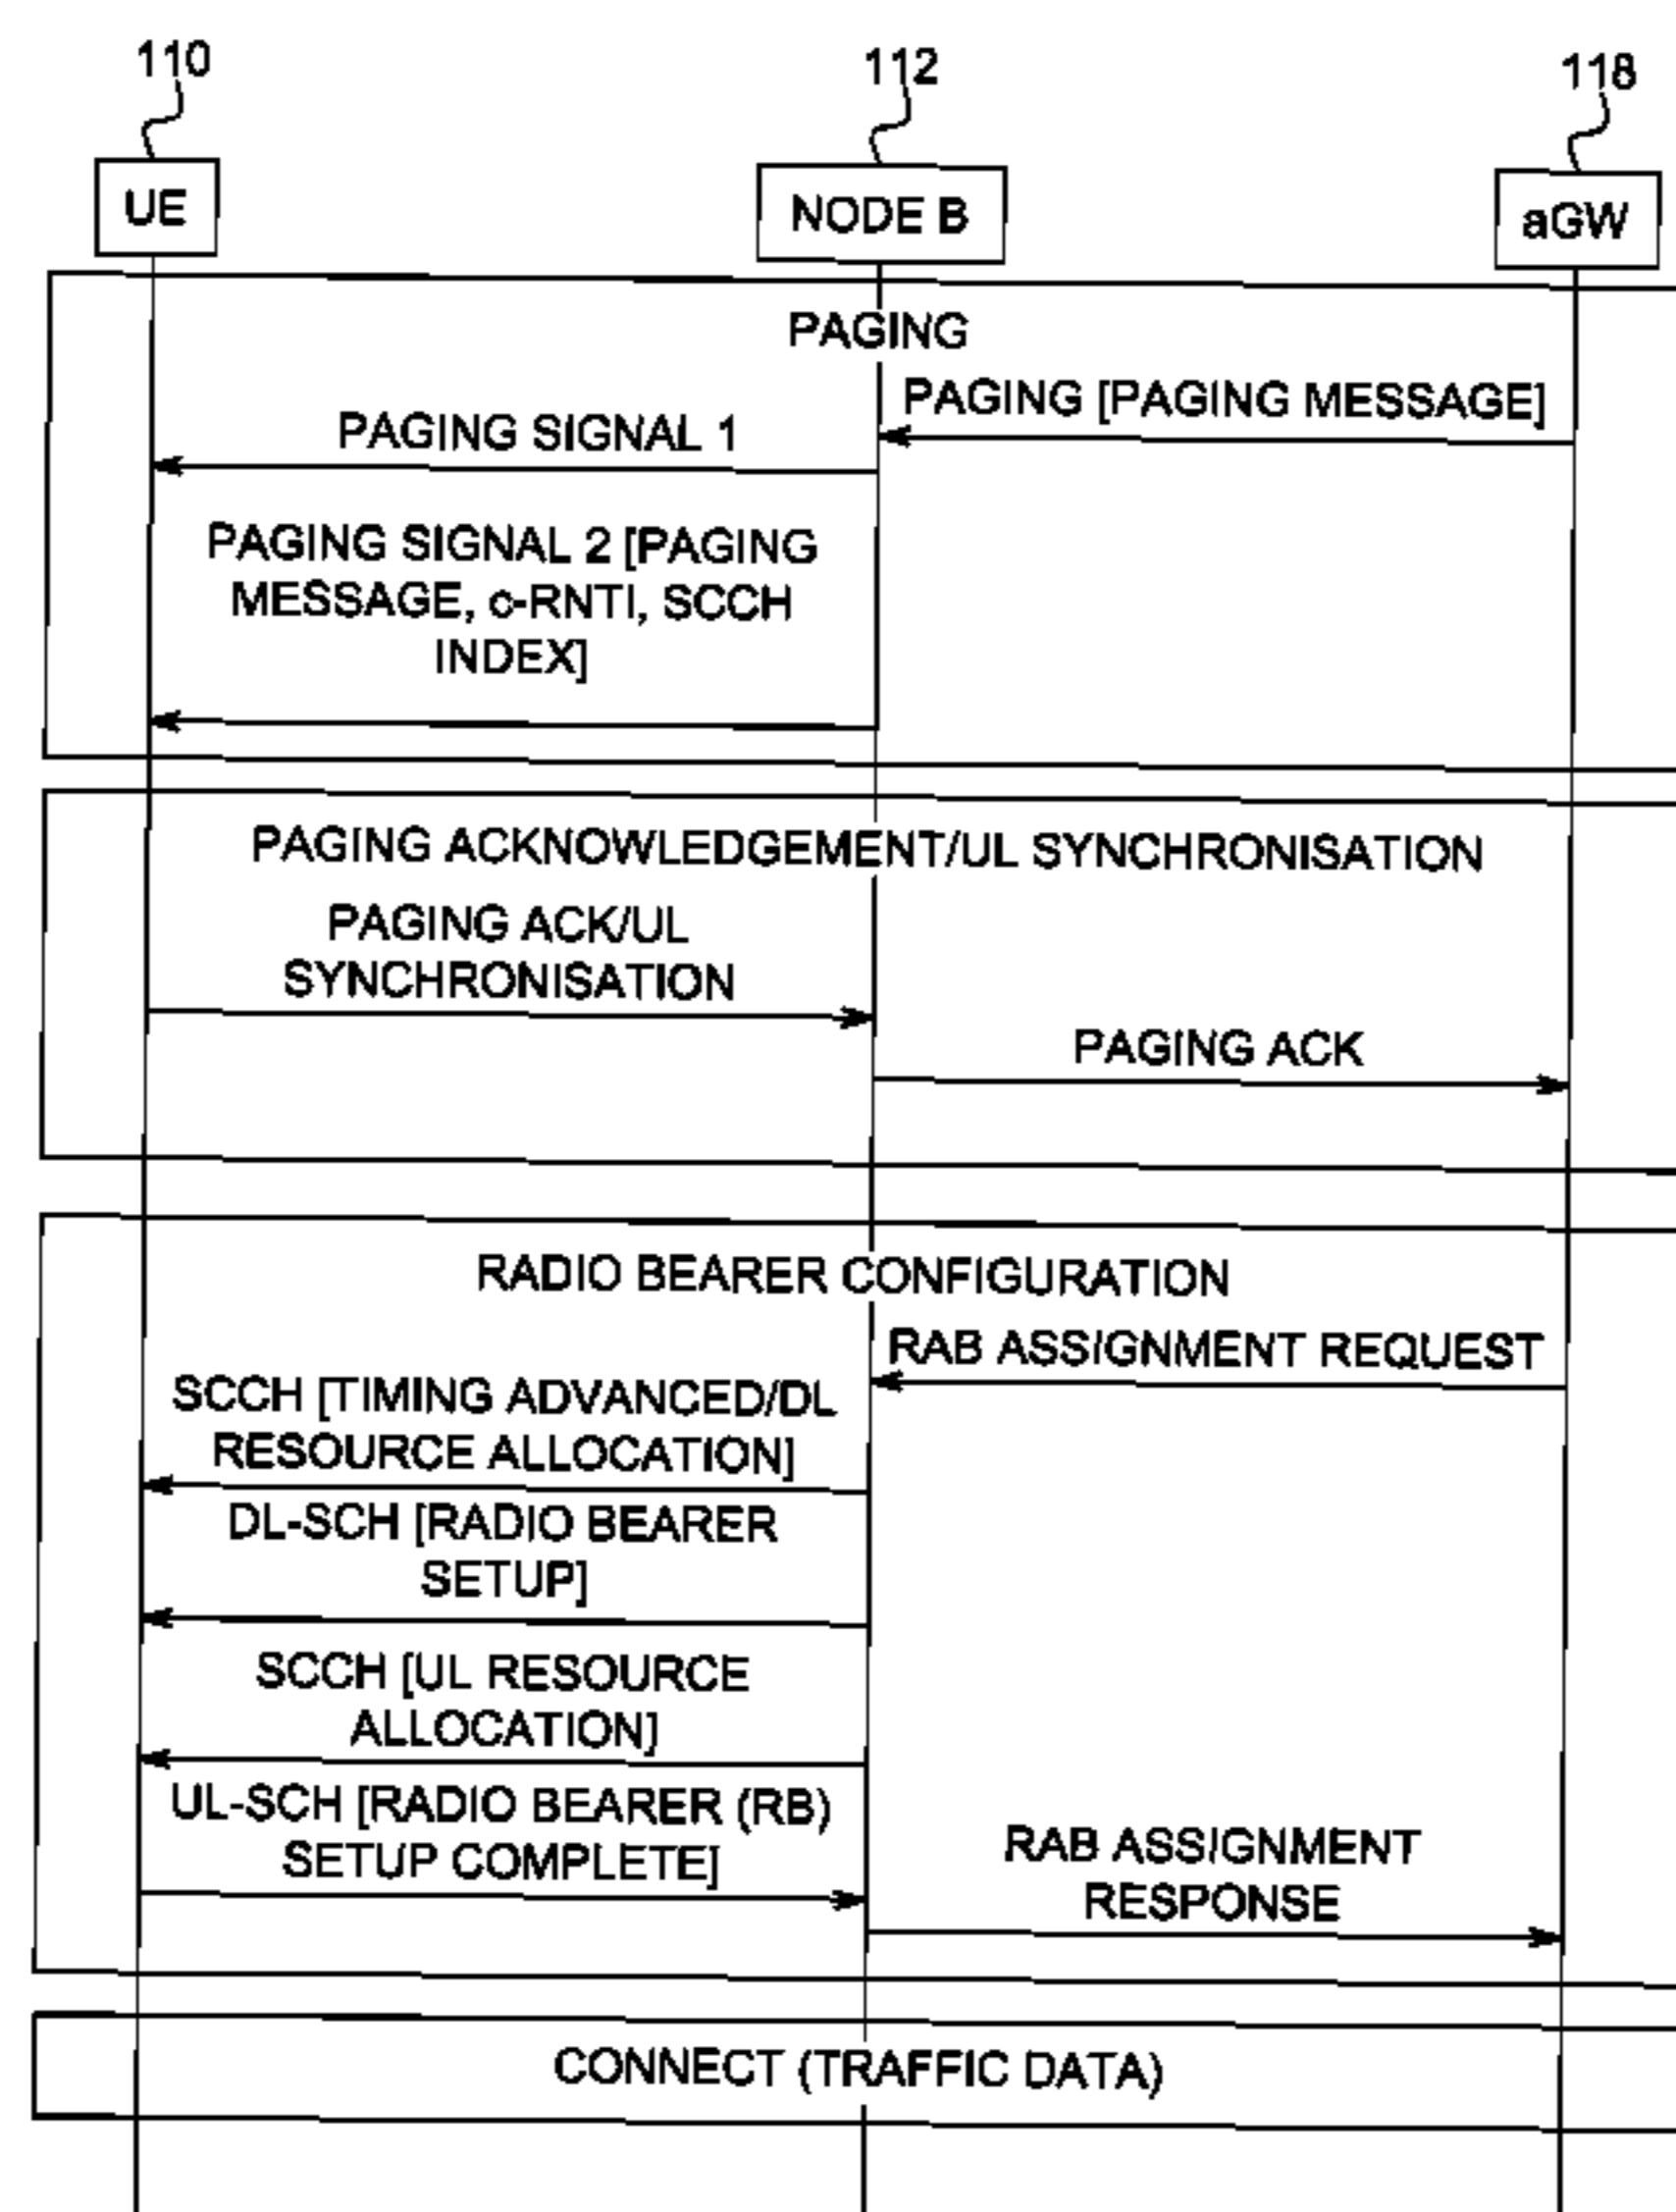 110
112
118
UE
NODE B
aGW
PAGING
PAGING [PAGING MESSAGE]
PAGING SIGNAL 1
PAGING SIGNAL 2 [PAGING
MESSAGE, c-RNTI, SCCH
INDEX]
PAGING ACKNOWLEDGEMENT/UL SYNCHRONISATION
PAGING ACK/UL
SYNCHRONISATION
PAGING ACK
RADIO BEARER CONFIGURATION
RAB ASSIGNMENT REQUEST
SCCH [TIMING ADVANCED/DL
RESOURCE ALLOCATION]
DL-SCH [RADIO BEARER
SETUP]
SCCH [UL RESOURCE
ALLOCATION]
UL-SCH [RADIO BEARER (RB)
SETUP COMPLETE]
RAB ASSIGNMENT
RESPONSE
CONNECT (TRAFFIC DATA)